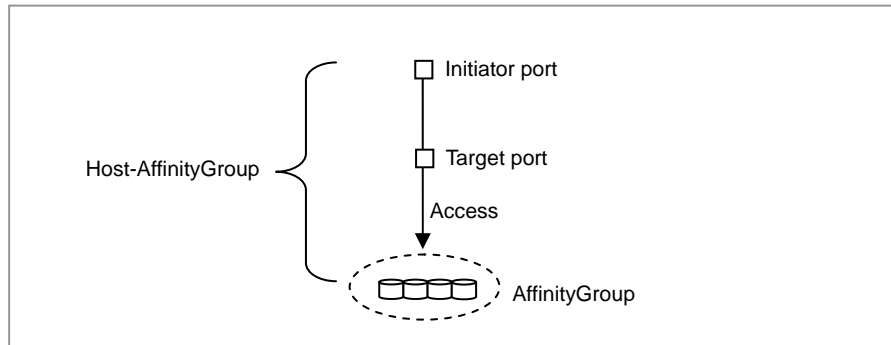 Initiator port
Target port
Host-AffinityGroup
Access
AffinityGroup